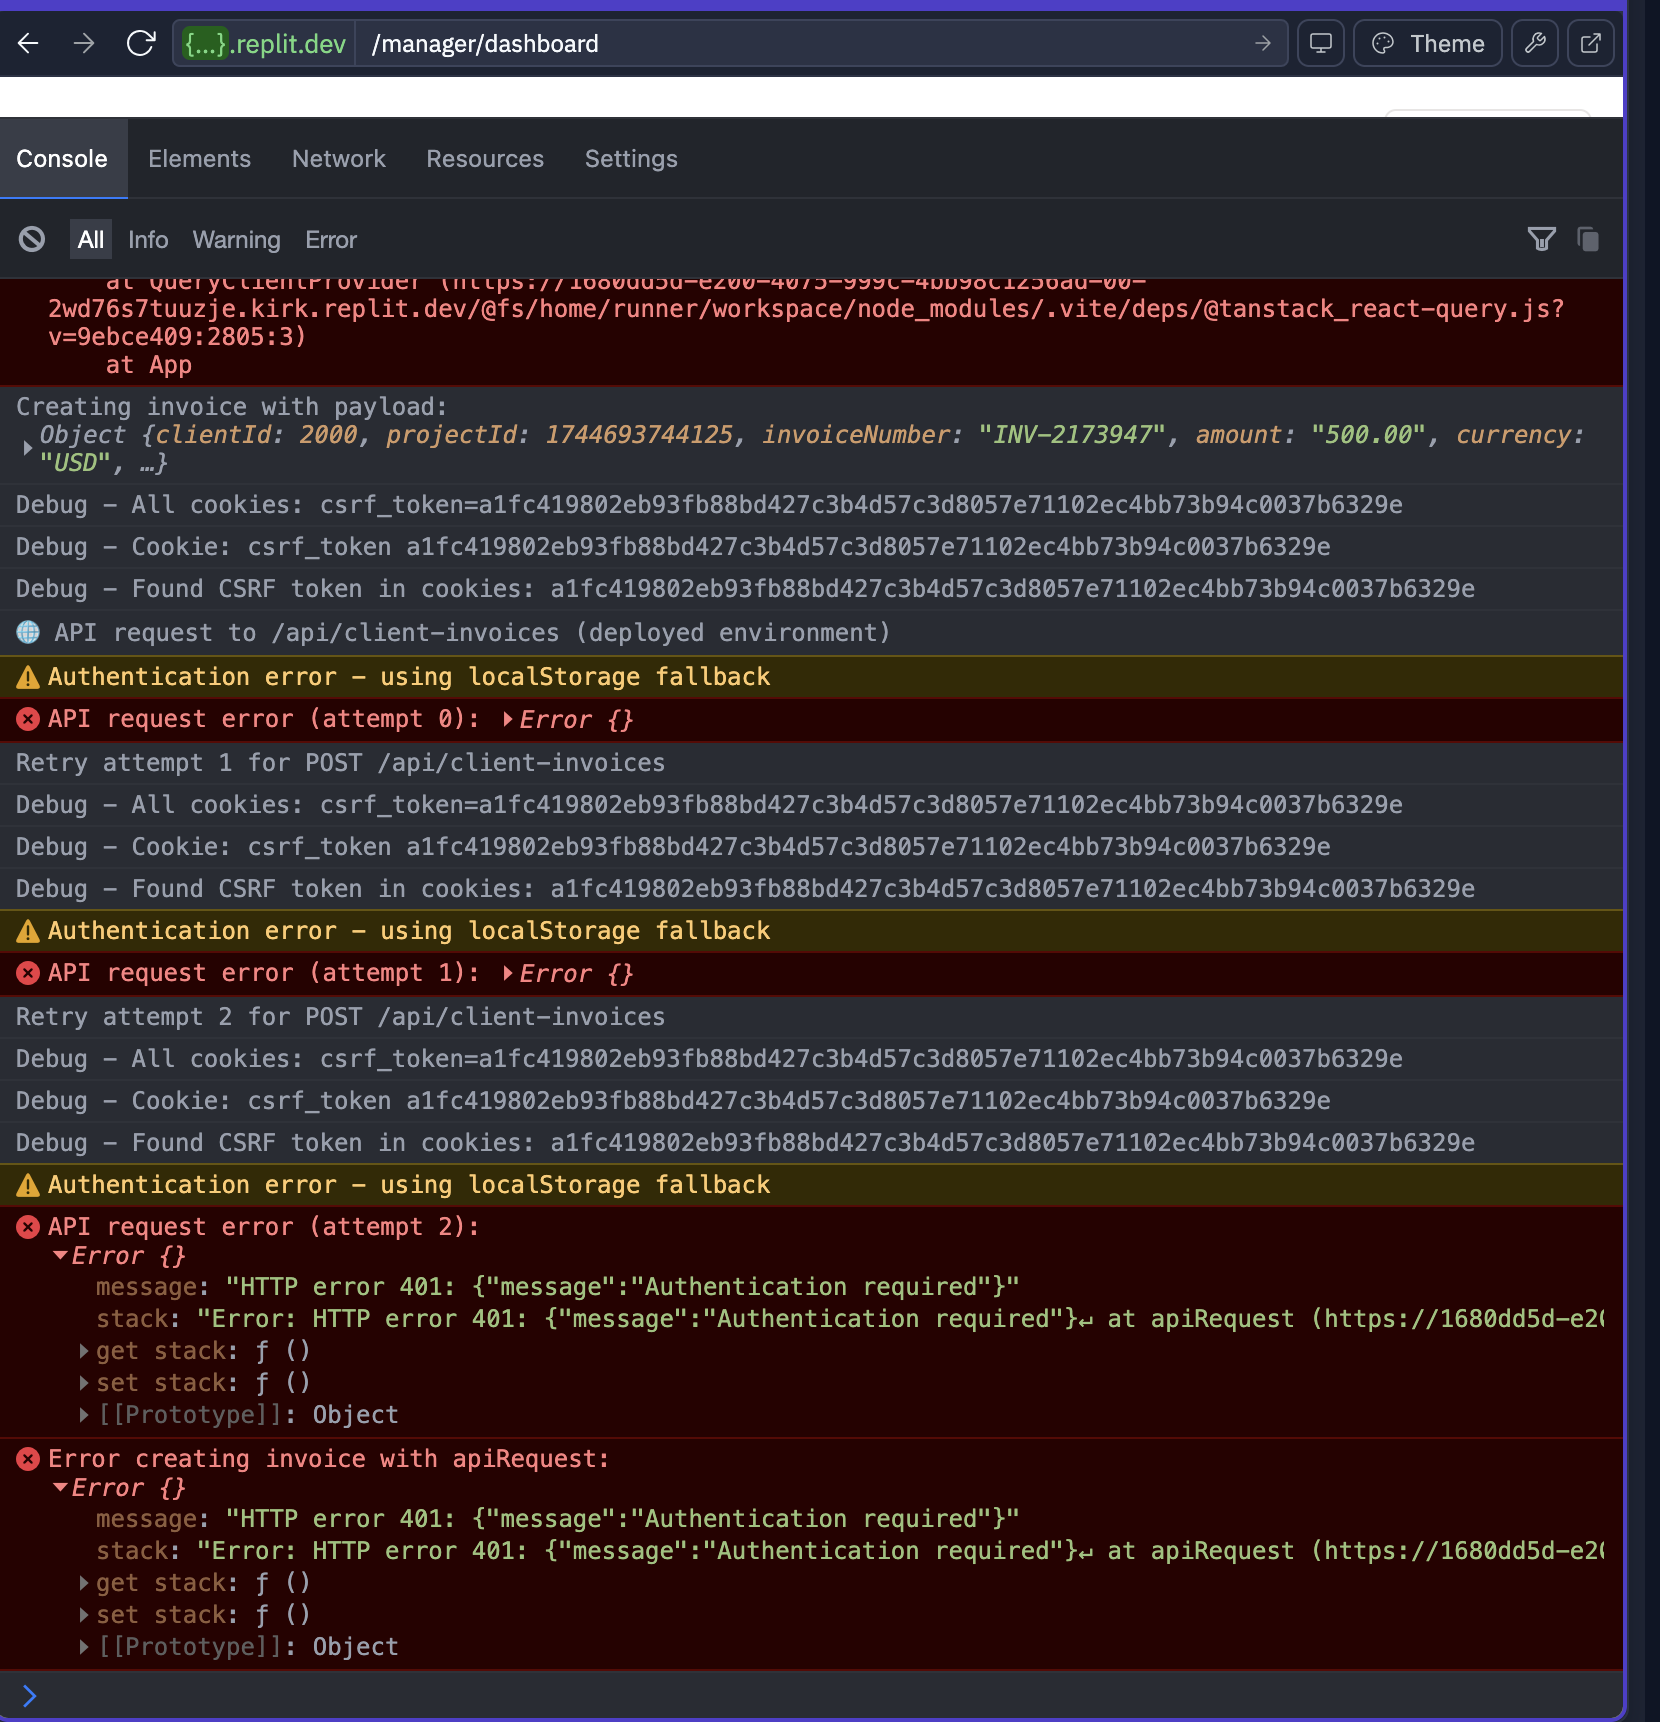 {...}.replit.dev /manager/dashboard Theme
Console Elements Network Resources Settings
All Info Warning Error
at QueryClientProvider (https://1680dd5d-e200-4075-999c-4bb98c1256ad-00-
2wd76s7tuuzje.kirk.replit.dev/@fs/home/runner/workspace/node_modules/.vite/deps/@tanstack_react-query.js?
v=9ebce409:2805:3)
at App
Creating invoice with payload:
Object {clientId: 2000, projectId: 1744693744125, invoiceNumber: "INV-2173947", amount: "500.00", currency:
"USD", …}
Debug – All cookies: csrf_token=a1fc419802eb93fb88bd427c3b4d57c3d8057e71102ec4bb73b94c0037b6329e
Debug – Cookie: csrf_token a1fc419802eb93fb88bd427c3b4d57c3d8057e71102ec4bb73b94c0037b6329e
Debug – Found CSRF token in cookies: a1fc419802eb93fb88bd427c3b4d57c3d8057e71102ec4bb73b94c0037b6329e
🌐 API request to /api/client-invoices (deployed environment)
Authentication error – using localStorage fallback
API request error (attempt 0): Error {}
Retry attempt 1 for POST /api/client-invoices
Debug – All cookies: csrf_token=a1fc419802eb93fb88bd427c3b4d57c3d8057e71102ec4bb73b94c0037b6329e
Debug – Cookie: csrf_token a1fc419802eb93fb88bd427c3b4d57c3d8057e71102ec4bb73b94c0037b6329e
Debug – Found CSRF token in cookies: a1fc419802eb93fb88bd427c3b4d57c3d8057e71102ec4bb73b94c0037b6329e
Authentication error – using localStorage fallback
API request error (attempt 1): Error {}
Retry attempt 2 for POST /api/client-invoices
Debug – All cookies: csrf_token=a1fc419802eb93fb88bd427c3b4d57c3d8057e71102ec4bb73b94c0037b6329e
Debug – Cookie: csrf_token a1fc419802eb93fb88bd427c3b4d57c3d8057e71102ec4bb73b94c0037b6329e
Debug – Found CSRF token in cookies: a1fc419802eb93fb88bd427c3b4d57c3d8057e71102ec4bb73b94c0037b6329e
Authentication error – using localStorage fallback
API request error (attempt 2):
Error {}
message: "HTTP error 401: {"message":"Authentication required"}"
stack: "Error: HTTP error 401: {"message":"Authentication required"}↵ at apiRequest (https://1680dd5d-e20
get stack: ƒ ()
set stack: ƒ ()
[[Prototype]]: Object
Error creating invoice with apiRequest:
Error {}
message: "HTTP error 401: {"message":"Authentication required"}"
stack: "Error: HTTP error 401: {"message":"Authentication required"}↵ at apiRequest (https://1680dd5d-e20
get stack: ƒ ()
set stack: ƒ ()
[[Prototype]]: Object